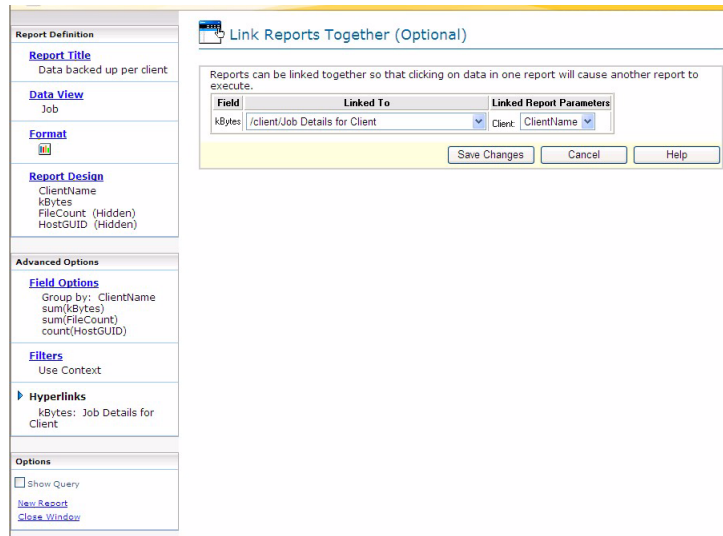 Report Definition
Report Title
Data backed up per client
Data View
Job
Format
Report Design
ClientName
kBytes
FileCount (Hidden)
HostGUID (Hidden)
Advanced Options
Field Options
Group by: ClientName
sum(kBytes)
sum(FileCount)
count(HostGUID)
Filters
Use Context
Hyperlinks
kBytes: Job Details for
Client
Options
Show Query
New Report
Close Window
Link Reports Together (Optional)
Reports can be linked together so that clicking on data in one report will cause another report to
execute.
Field Linked To Linked Report Parameters
kBytes /client/Job Details for Client Client: ClientName
Save Changes Cancel Help